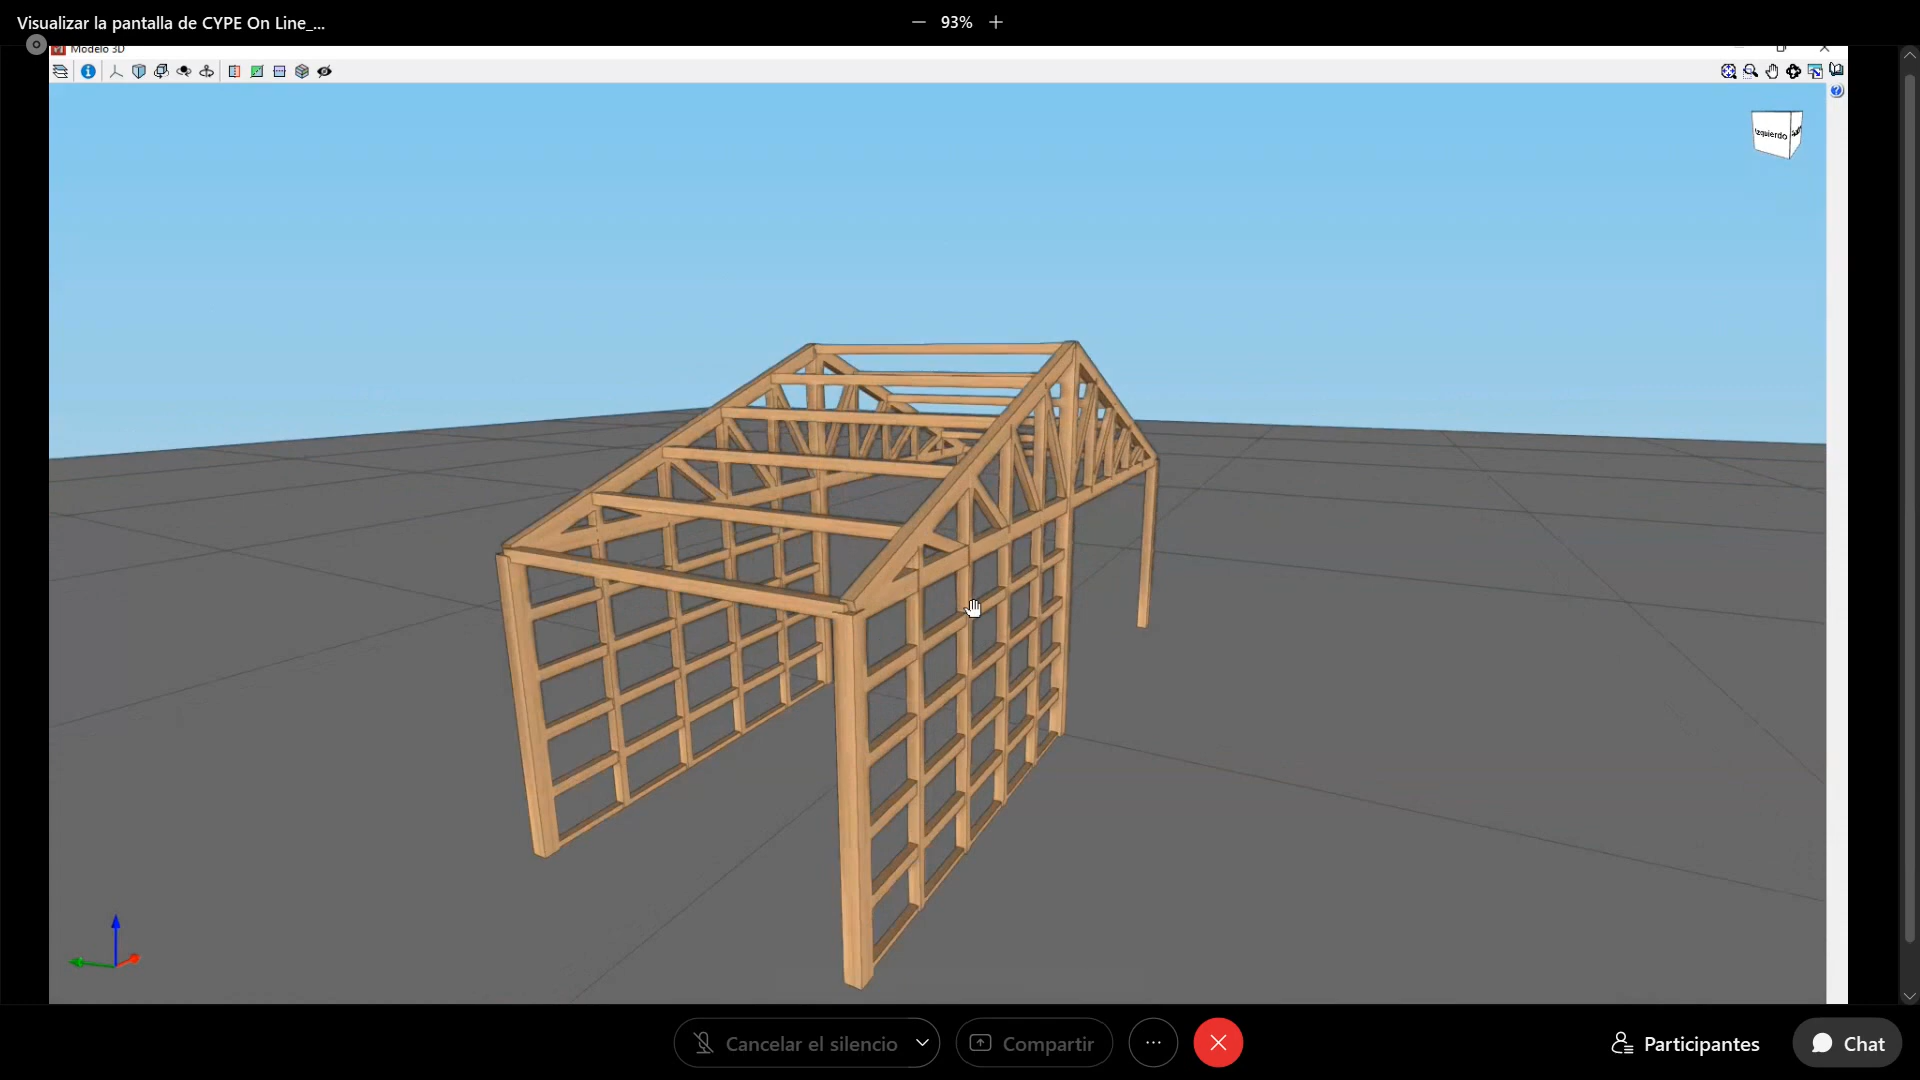 Visualizar la pantalla de CYPE On Line_...
93%
Modelo 3D
Izquierdo
Cancelar el silencio
Compartir
Participantes
Chat